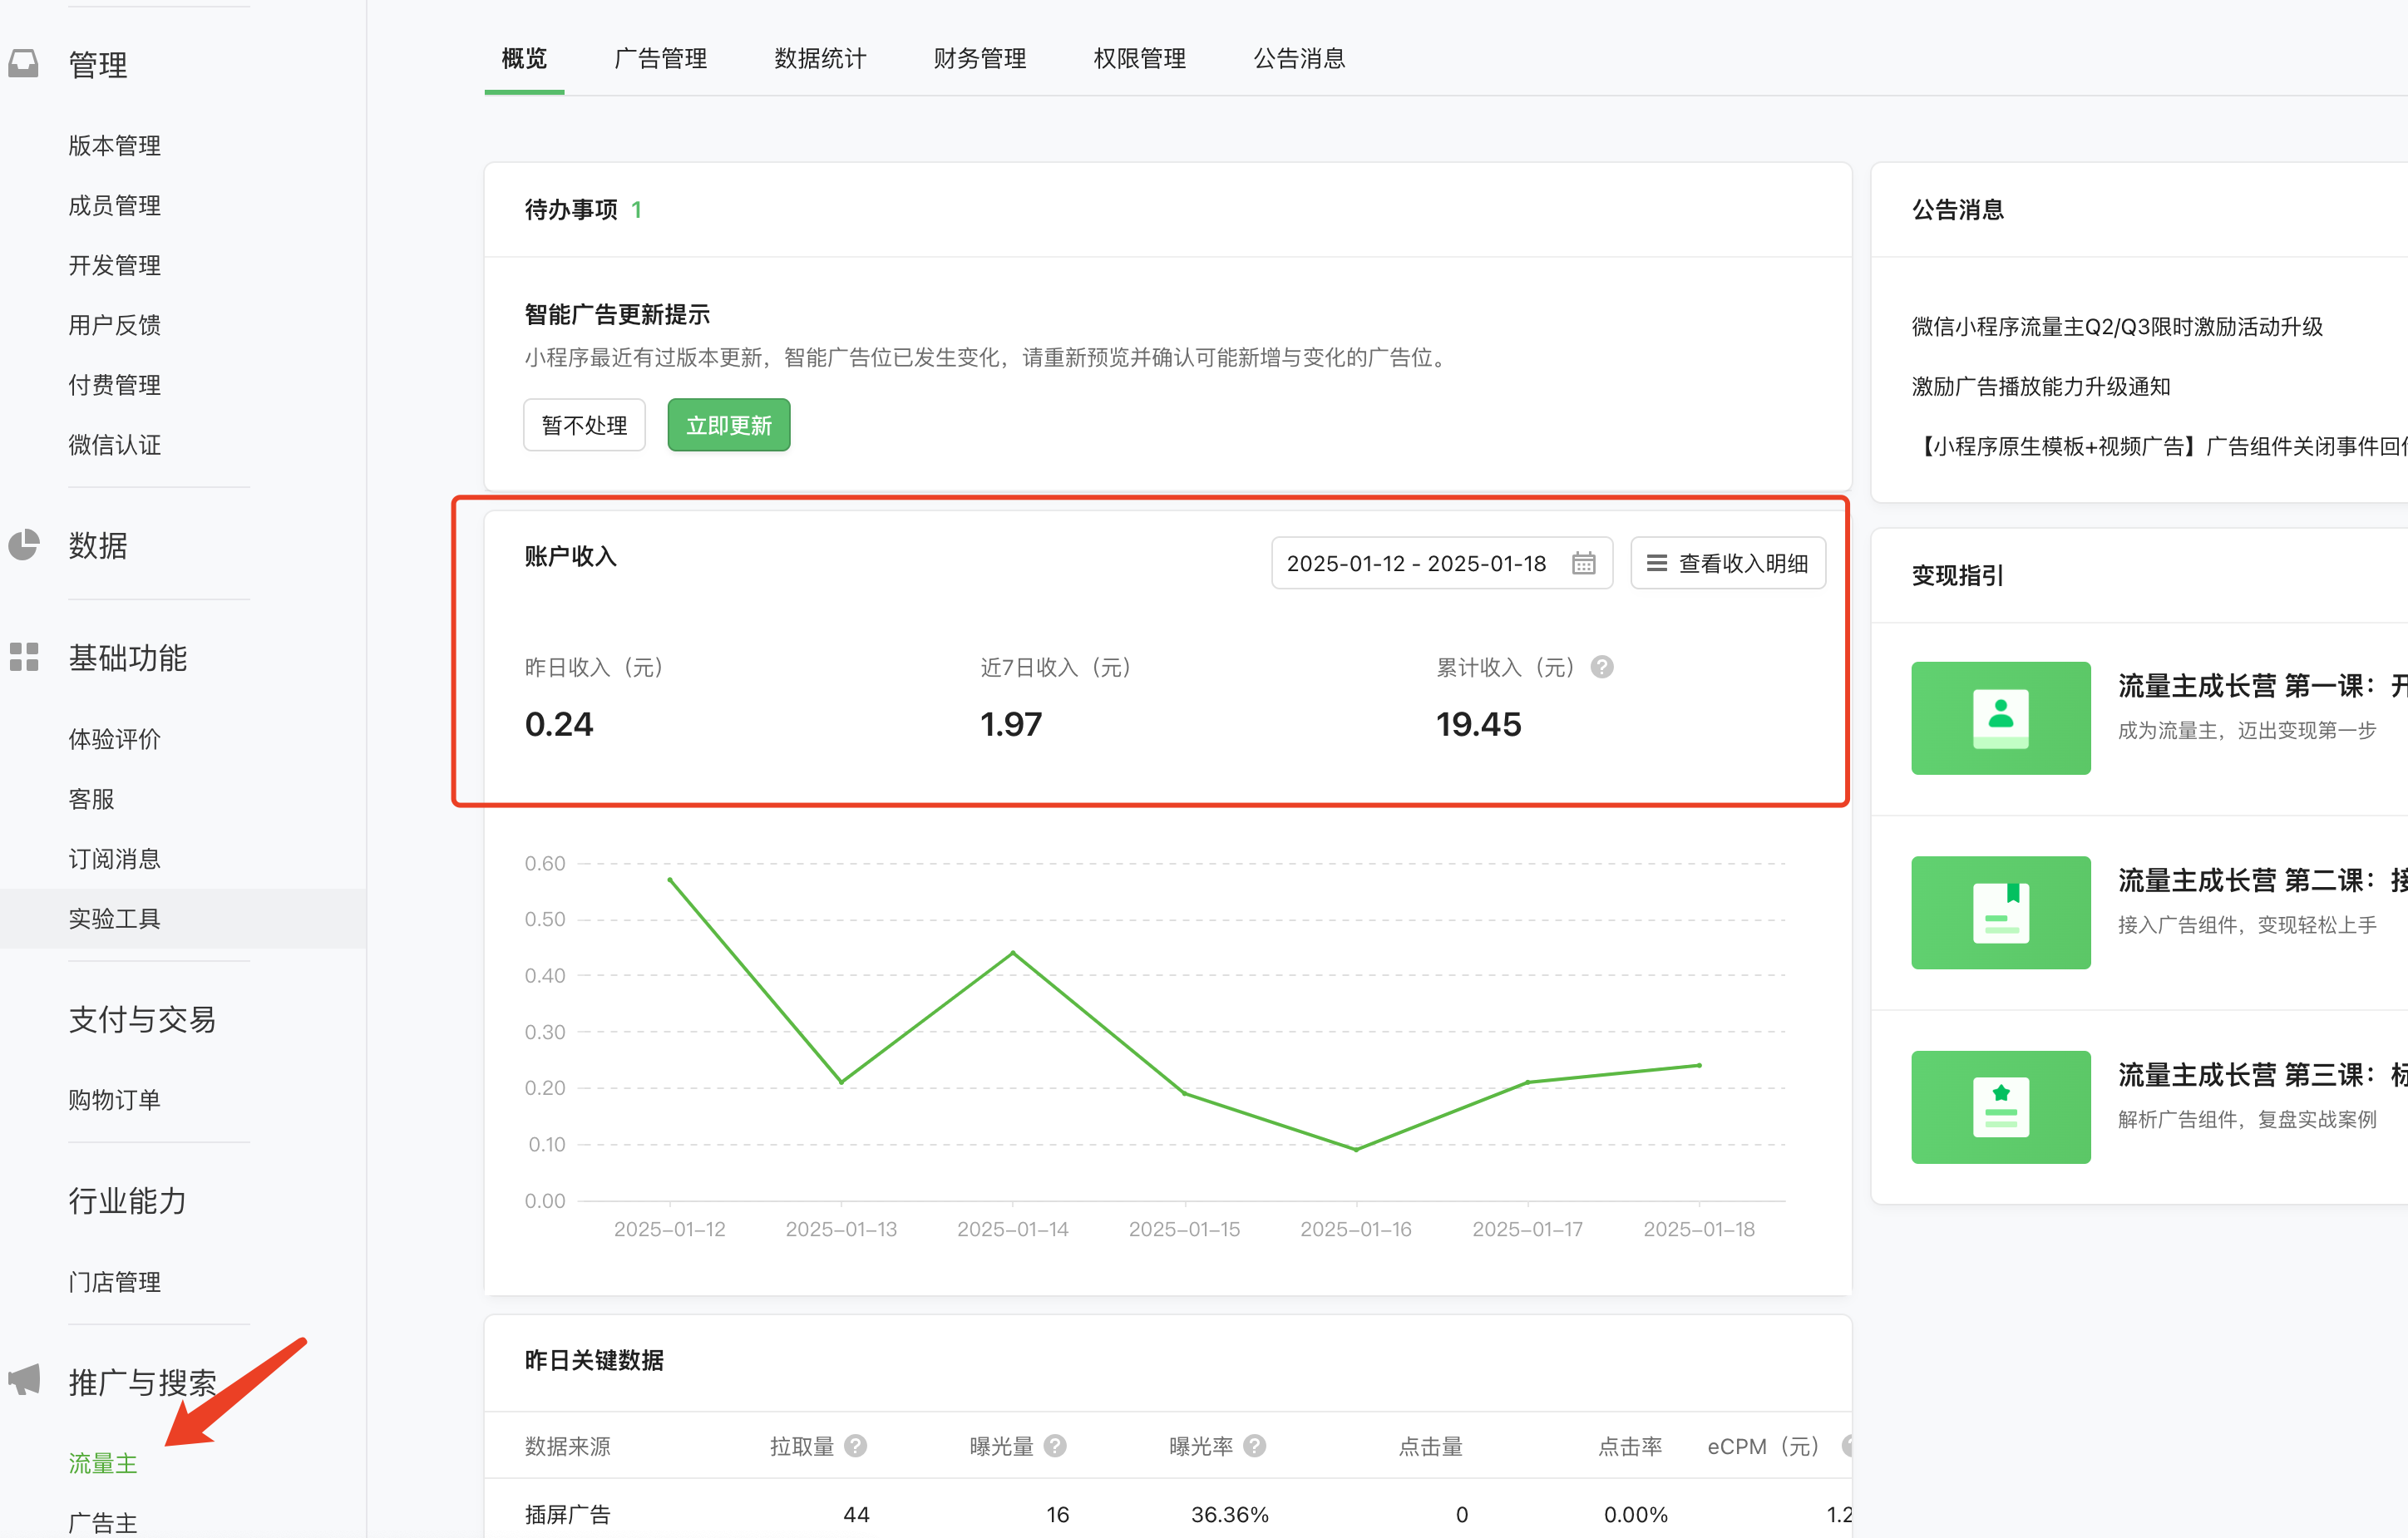 管理
版本管理
成员管理
开发管理
用户反馈
付费管理
微信认证
数据
基础功能
体验评价
客服
订阅消息
实验工具
支付与交易
购物订单
行业能力
门店管理
推广与搜索
流量主
广告主
概览 广告管理 数据统计 财务管理 权限管理 公告消息
待办事项 1
智能广告更新提示
小程序最近有过版本更新，智能广告位已发生变化，请重新预览并确认可能新增与变化的广告位。
暂不处理 立即更新
账户收入
2025-01-12 - 2025-01-18 查看收入明细
昨日收入（元） 近7日收入（元） 累计收入（元） ?
0.24 1.97 19.45
0.60
0.50
0.40
0.30
0.20
0.10
0.00
2025-01-12 2025-01-13 2025-01-14 2025-01-15 2025-01-16 2025-01-17 2025-01-18
昨日关键数据
数据来源 拉取量 ? 曝光量 ? 曝光率 ? 点击量 点击率 eCPM（元）
插屏广告 44 16 36.36% 0 0.00% 1.2
公告消息
微信小程序流量主Q2/Q3限时激励活动升级
激励广告播放能力升级通知
【小程序原生模板+视频广告】广告组件关闭事件回
变现指引
流量主成长营 第一课：开
成为流量主，迈出变现第一步
流量主成长营 第二课：接
接入广告组件，变现轻松上手
流量主成长营 第三课：标
解析广告组件，复盘实战案例